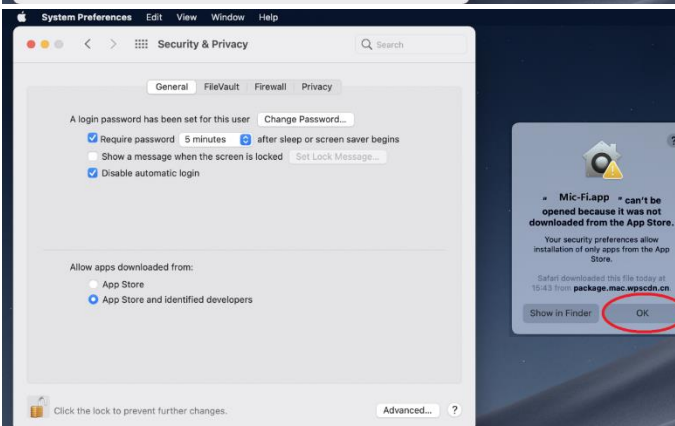 System Preferences Edit View Window Help
Security & Privacy
Search
General FileVault Firewall Privacy
A login password has been set for this user Change Password...
Require password 5 minutes after sleep or screen saver begins
Show a message when the screen is locked Set Lock Message...
Disable automatic login
Allow apps downloaded from:
App Store
App Store and identified developers
Click the lock to prevent further changes.
Advanced... ?
?
" Mic-Fi.app " can't be
opened because it was not
downloaded from the App Store.
Your security preferences allow
installation of only apps from the App
Store.
Safari downloaded this file today at
15:43 from package.mac.wpscdn.cn
Show in Finder OK